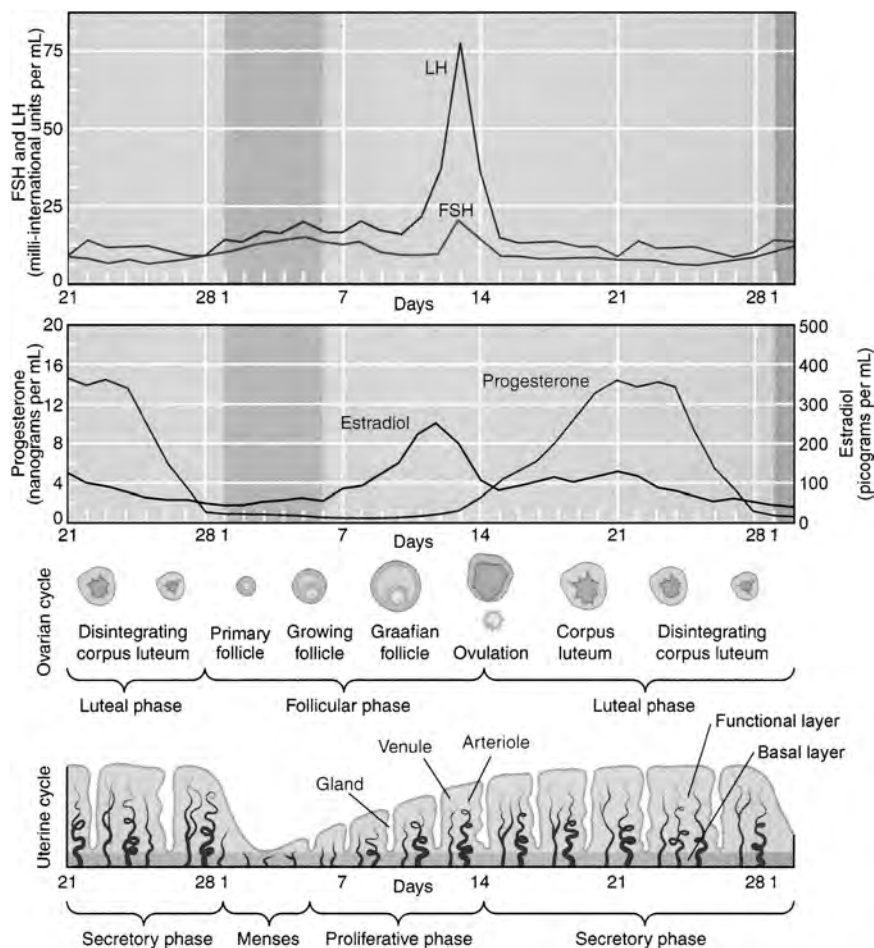 FSH and LH
(milli-international units per mL)
75
50
25
0
LH
FSH
21
28
1
7
14
21
28
1
Days
Progesterone
(nanograms per mL)
20
16
12
8
4
0
Estradiol
Progesterone
500
400
300
200
100
00
Estradiol
(picograms per mL)
21
28
1
7
14
21
28
1
Days
Ovarian cycle
Disintegrating
corpus luteum
Primary
follicle
Growing
follicle
Graafian
follicle
Ovulation
Corpus
luteum
Disintegrating
corpus luteum
Luteal phase
Follicular phase
Luteal phase
Uterine cycle
Gland
Venule
Arteriole
Functional layer
Basal layer
21
28
1
7
14
21
28
1
Days
Secretory phase
Menses
Proliferative phase
Secretory phase